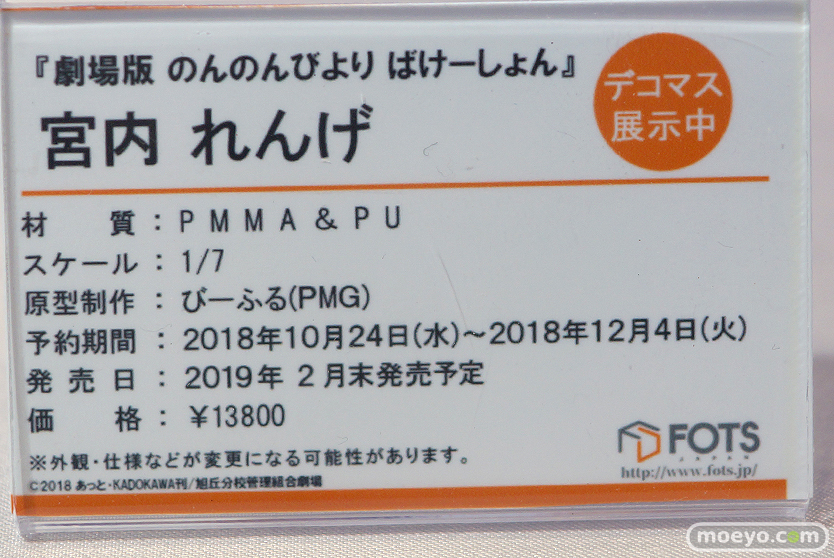 『劇場版 のんのんびより ばけーしょん』
宮内 れんげ
デコマス
展示中
材質：PMMA＆PU
スケール：1/7
原型制作：びーふる(PMG)
予約期間：2018年10月24日(水)～2018年12月4日(火)
発売日：2019年 2月末発売予定
価格：¥13800
※外観・仕様などが変更になる可能性があります。
©2018 あっと・KADOKAWA刊/旭丘分校管理組合劇場
FOTS
JAPAN
http://www.fots.jp/
moeyo.com